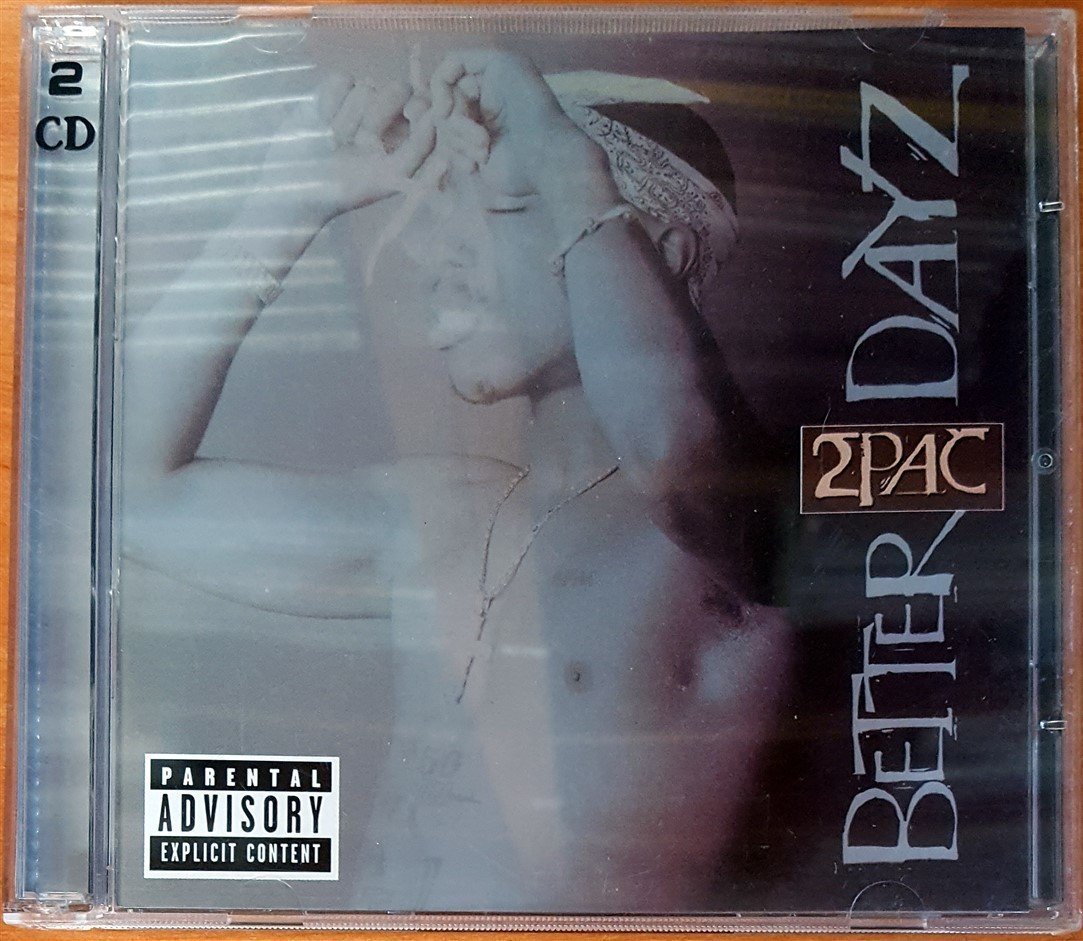 2
CD
BETTER DAYZ
2PAC
PARENTAL
ADVISORY
EXPLICIT CONTENT